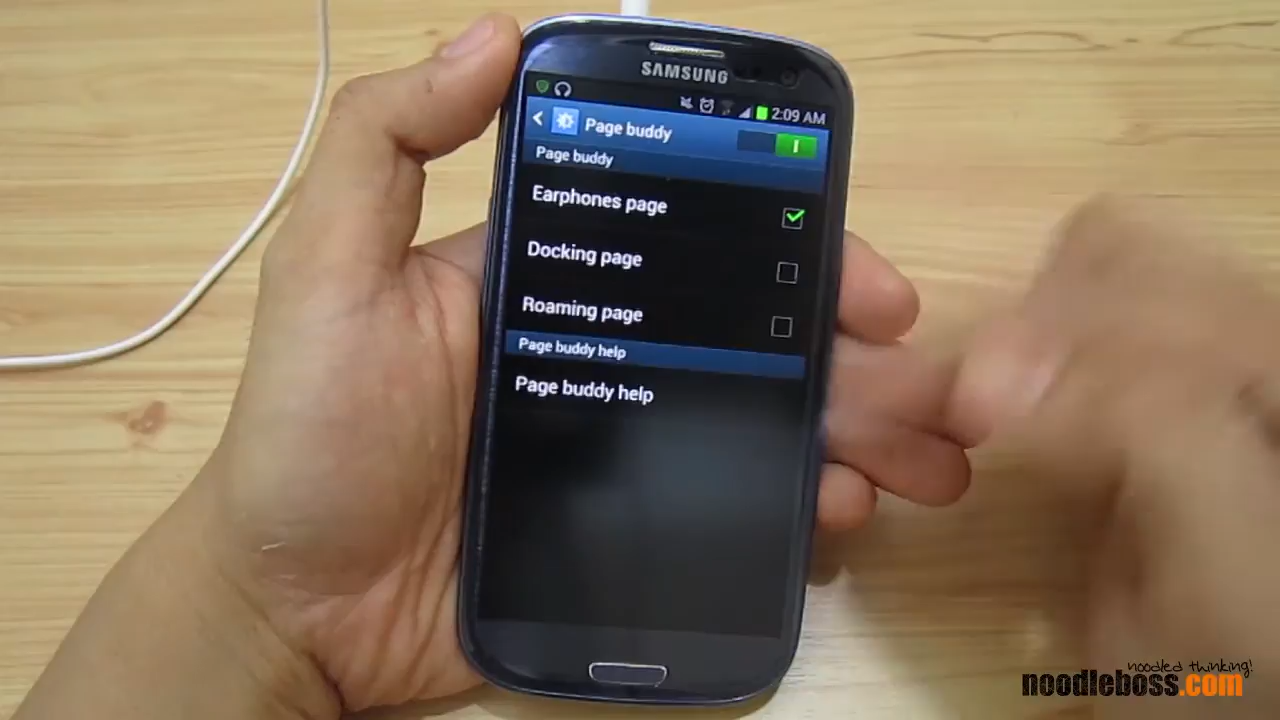 SAMSUNG
2:09 AM
Page buddy
Page buddy
Earphones page
Docking page
Roaming page
Page buddy help
Page buddy help
noodled thinking!
noodleboss.com